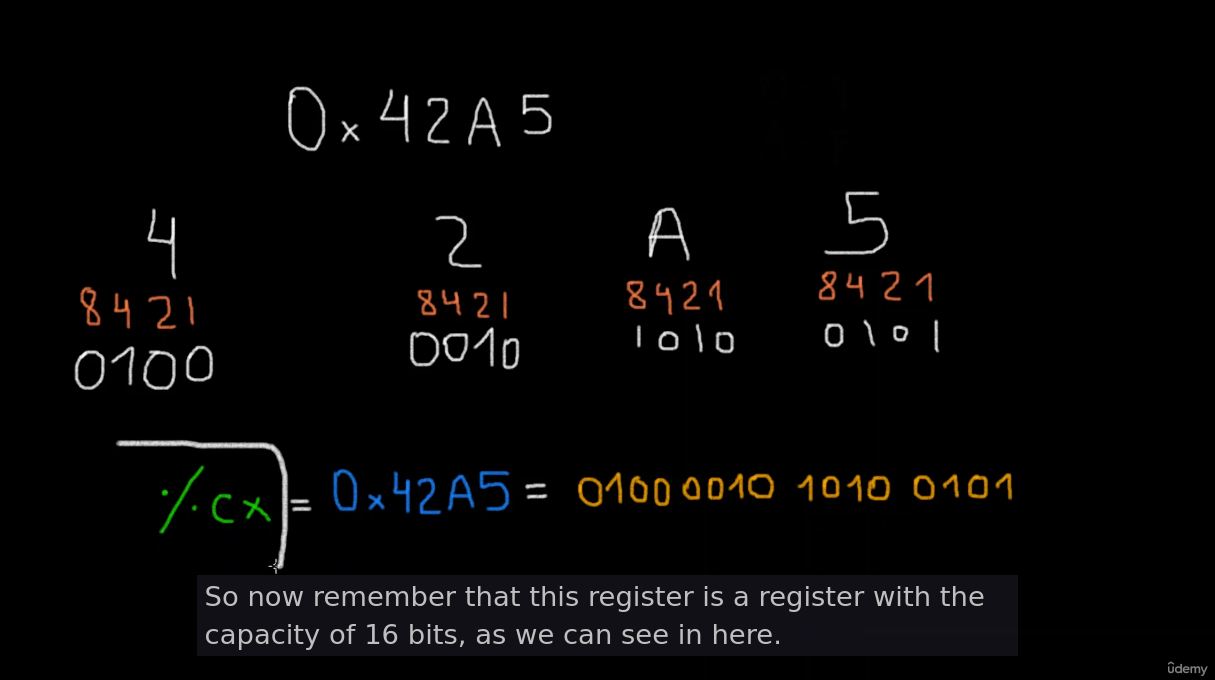 0x42A5
4 2 A 5
8421 8421 8421 8421
0100 0010 1010 0101
%cx = 0x42A5 = 0100 0010 1010 0101
So now remember that this register is a register with the
capacity of 16 bits, as we can see in here.
ûdemy